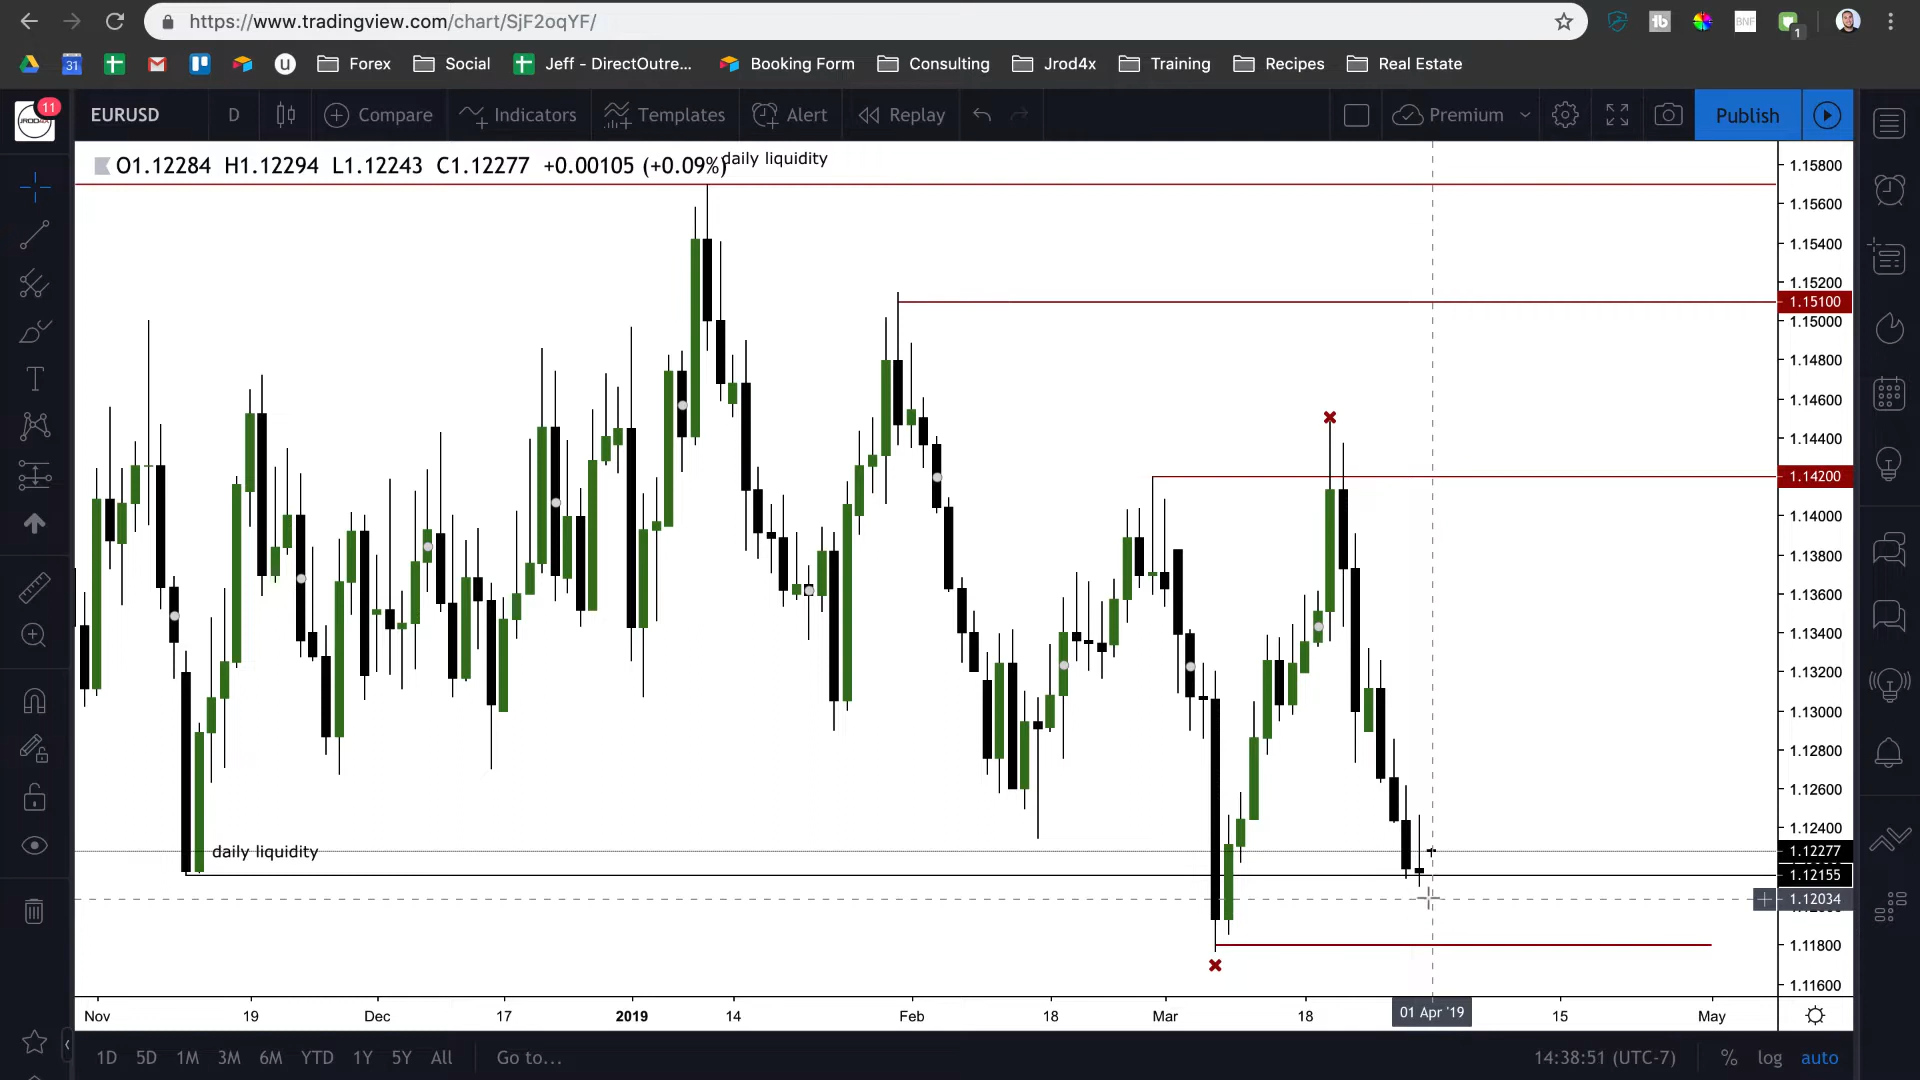 https://www.tradingview.com/chart/SjF2oqYF/
tb
BNF
1
31
u
Forex
Social
Jeff - DirectOutre...
Booking Form
Consulting
Jrod4x
Training
Recipes
Real Estate
11
JROD4X
EURUSD
D
Compare
Indicators
Templates
Alert
Replay
Premium
Publish
O1.12284 H1.12294 L1.12243 C1.12277 +0.00105 (+0.09%)
daily liquidity
1.15800
1.15600
1.15400
1.15200
1.15100
1.15000
1.14800
1.14600
1.14400
1.14200
1.14000
1.13800
1.13600
1.13400
1.13200
1.13000
1.12800
1.12600
1.12400
daily liquidity
1.12277
1.12155
1.12034
1.11800
1.11600
Nov 19 Dec 17 2019 14 Feb 18 Mar 18 01 Apr '19 15 May
1D 5D 1M 3M 6M YTD 1Y 5Y All Go to...
14:38:51 (UTC-7) % log auto